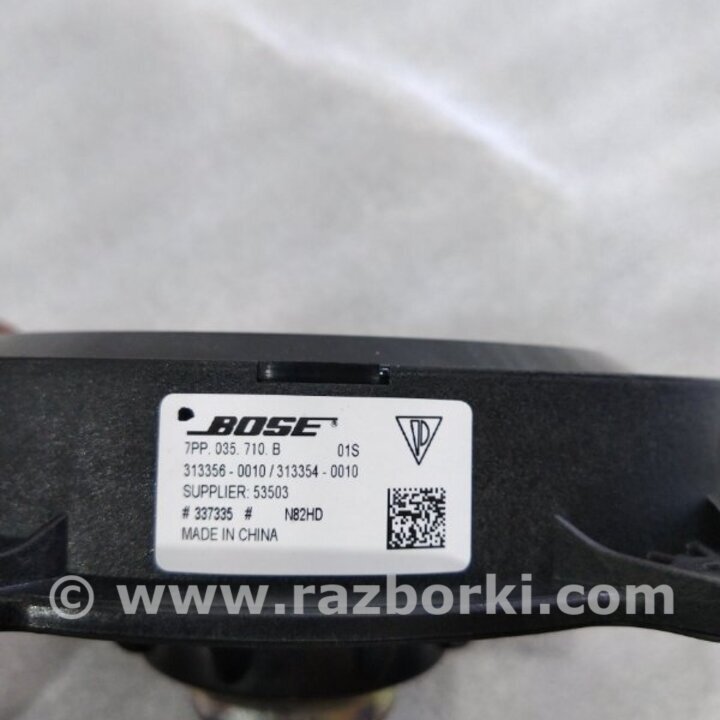 BOSE®
7PP. 035. 710. B 01S
313356 - 0010 / 313354 - 0010
SUPPLIER: 53503
# 337335 # N82HD
MADE IN CHINA
© www.razborki.com